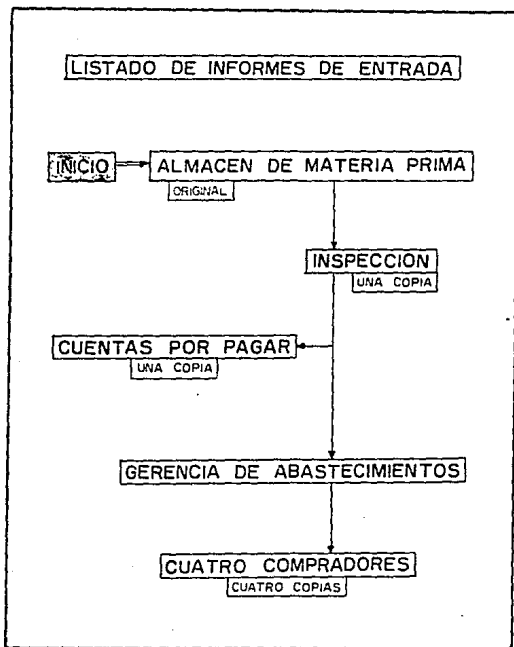 LISTADO DE INFORMES DE ENTRADA
INICIO
ALMACEN DE MATERIA PRIMA
ORIGINAL
INSPECCION
UNA COPIA
CUENTAS POR PAGAR
UNA COPIA
GERENCIA DE ABASTECIMIENTOS
CUATRO COMPRADORES
CUATRO COPIAS